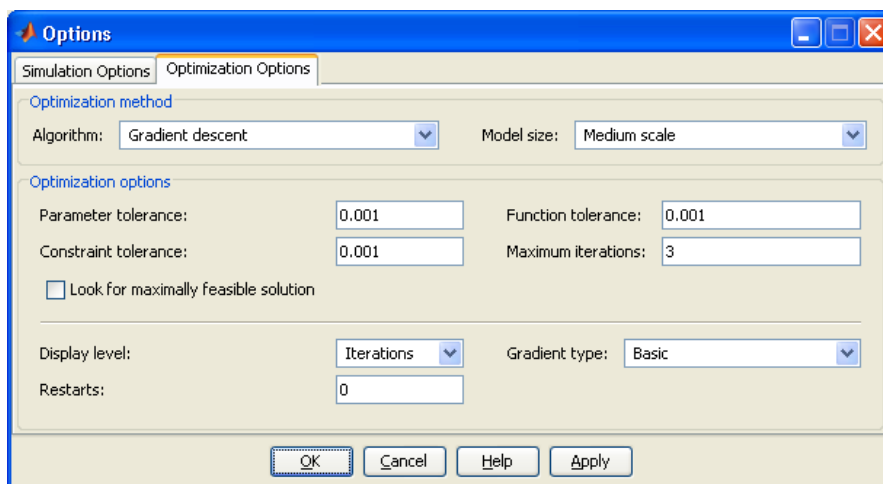 Options
Simulation Options Optimization Options
Optimization method
Algorithm: Gradient descent Model size: Medium scale
Optimization options
Parameter tolerance: 0.001 Function tolerance: 0.001
Constraint tolerance: 0.001 Maximum iterations: 3
Look for maximally feasible solution
Display level: Iterations Gradient type: Basic
Restarts: 0
OK Cancel Help Apply